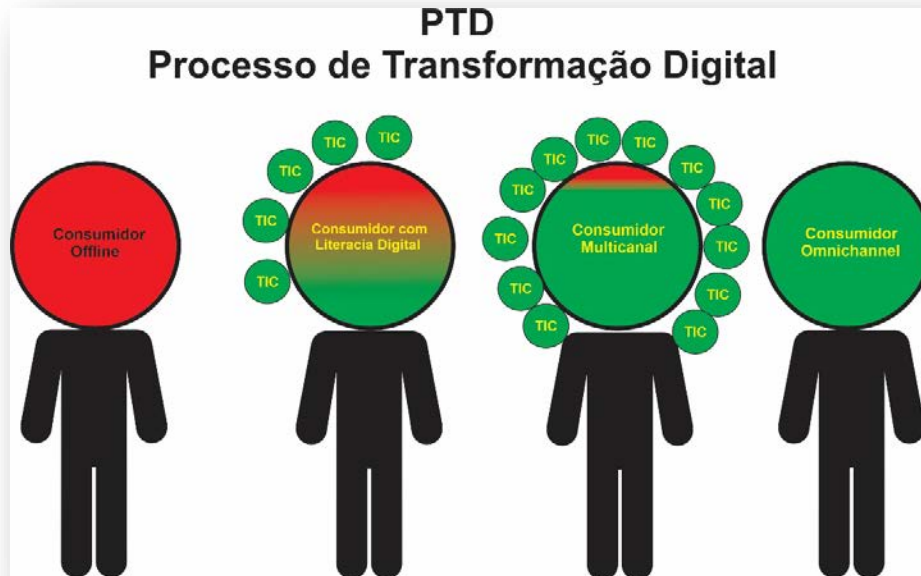 PTD
Processo de Transformação Digital
Consumidor
Offline
TIC
TIC
TIC
TIC
TIC
Consumidor com
Literacia Digital
TIC
TIC
TIC
TIC
TIC
TIC
TIC
TIC
TIC
TIC
TIC
TIC
Consumidor
Multicanal
Consumidor
Omnichannel